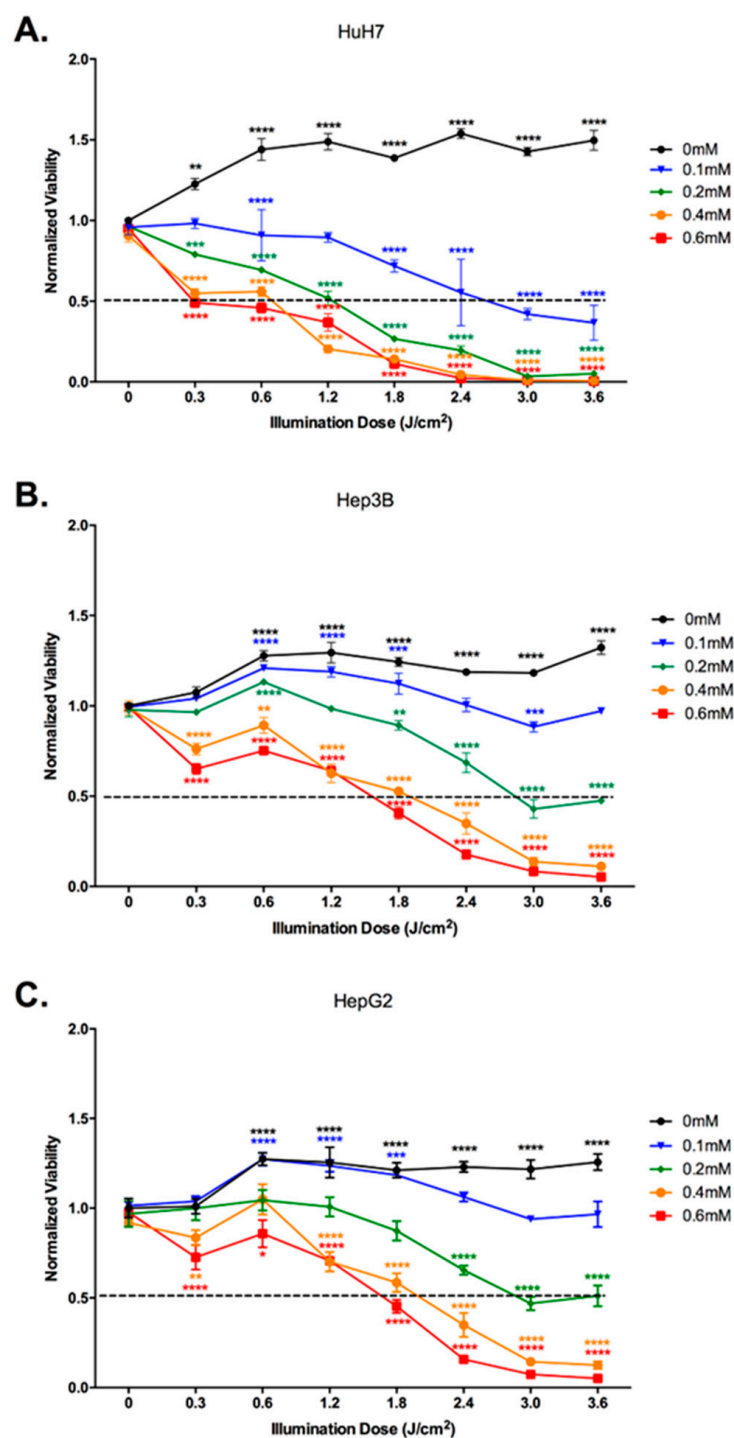 A.
HuH7
2.0
1.5
1.0
0.5
0.0
Normalized Viability
** **** **** **** **** **** ****
**** **** **** **** ****
*** **** **** **** **** **** ****
**** **** **** **** **** **** ****
**** **** **** **** **** **** ****
0 0.3 0.6 1.2 1.8 2.4 3.0 3.6
Illumination Dose (J/cm²)
0mM
0.1mM
0.2mM
0.4mM
0.6mM
B.
Hep3B
2.0
1.5
1.0
0.5
0.0
Normalized Viability
**** **** **** **** **** ****
**** **** *** ***
**** ** **** **** ****
**** ** **** **** **** **** ****
**** **** **** **** **** **** ****
0 0.3 0.6 1.2 1.8 2.4 3.0 3.6
Illumination Dose (J/cm²)
0mM
0.1mM
0.2mM
0.4mM
0.6mM
C.
HepG2
2.0
1.5
1.0
0.5
0.0
Normalized Viability
**** **** **** **** **** ****
**** **** ***
**** **** ****
** **** **** **** **** ****
**** * **** **** **** **** ****
0 0.3 0.6 1.2 1.8 2.4 3.0 3.6
Illumination Dose (J/cm²)
0mM
0.1mM
0.2mM
0.4mM
0.6mM